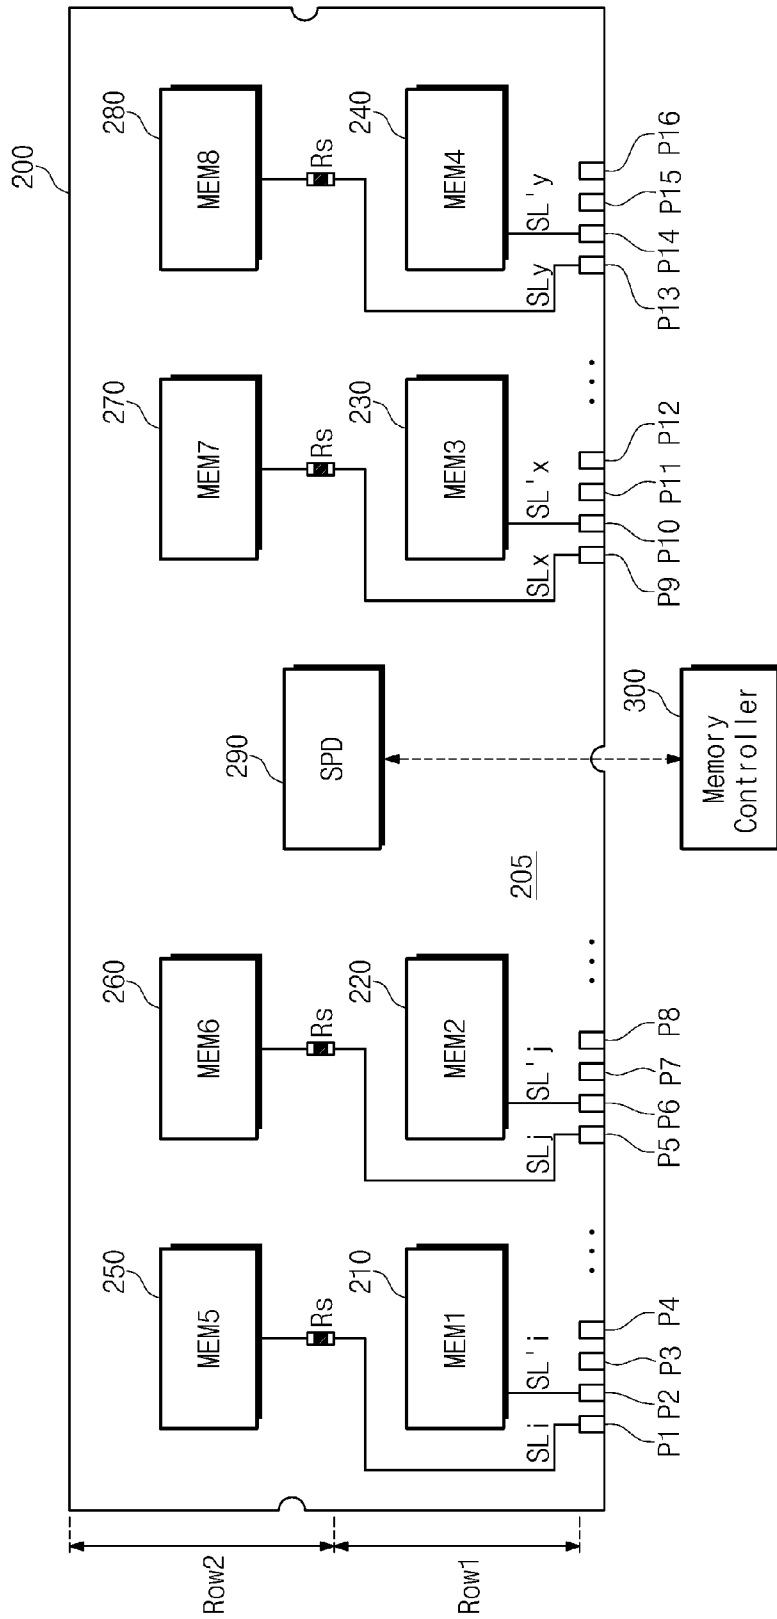 200
280
MEM8
Rs
240
MEM4
SLy
SL'y
P13
P14
P15
P16
270
MEM7
Rs
230
MEM3
SLx
SL'x
P9
P10
P11
P12
...
290
SPD
205
300
Memory
Controller
260
MEM6
Rs
220
MEM2
SLj
SL'j
P5
P6
P7
P8
...
250
MEM5
Rs
210
MEM1
SLi
SL'i
P1
P2
P3
P4
...
Row2
Row1